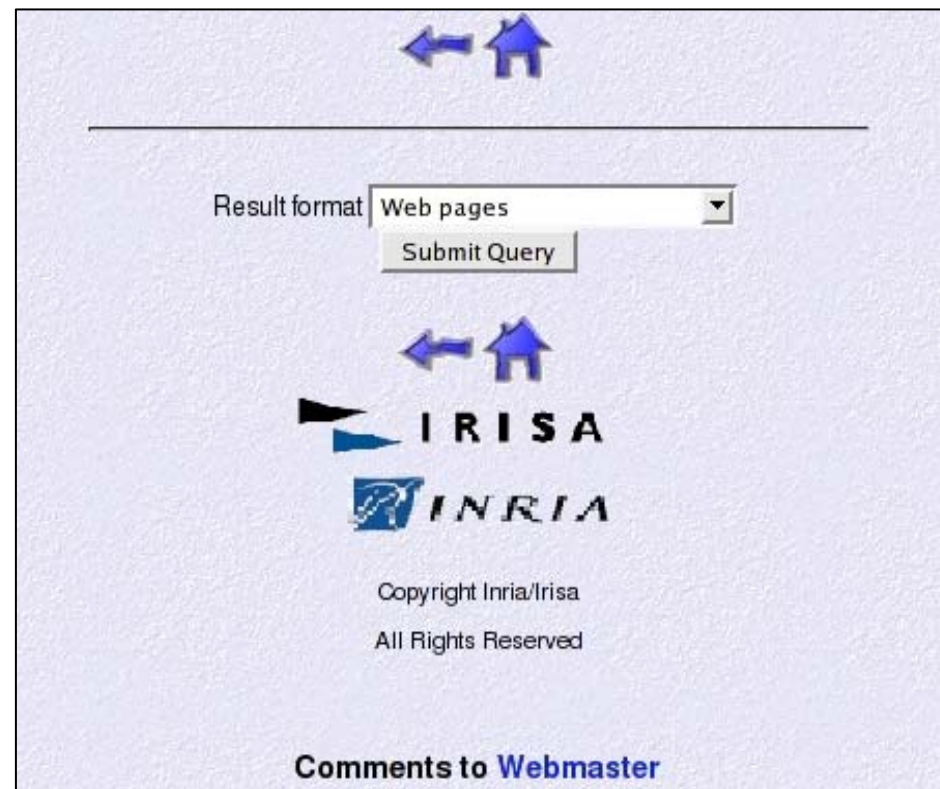 Result format Web pages
Submit Query
IRISA
INRIA
Copyright Inria/Irisa
All Rights Reserved
Comments to Webmaster